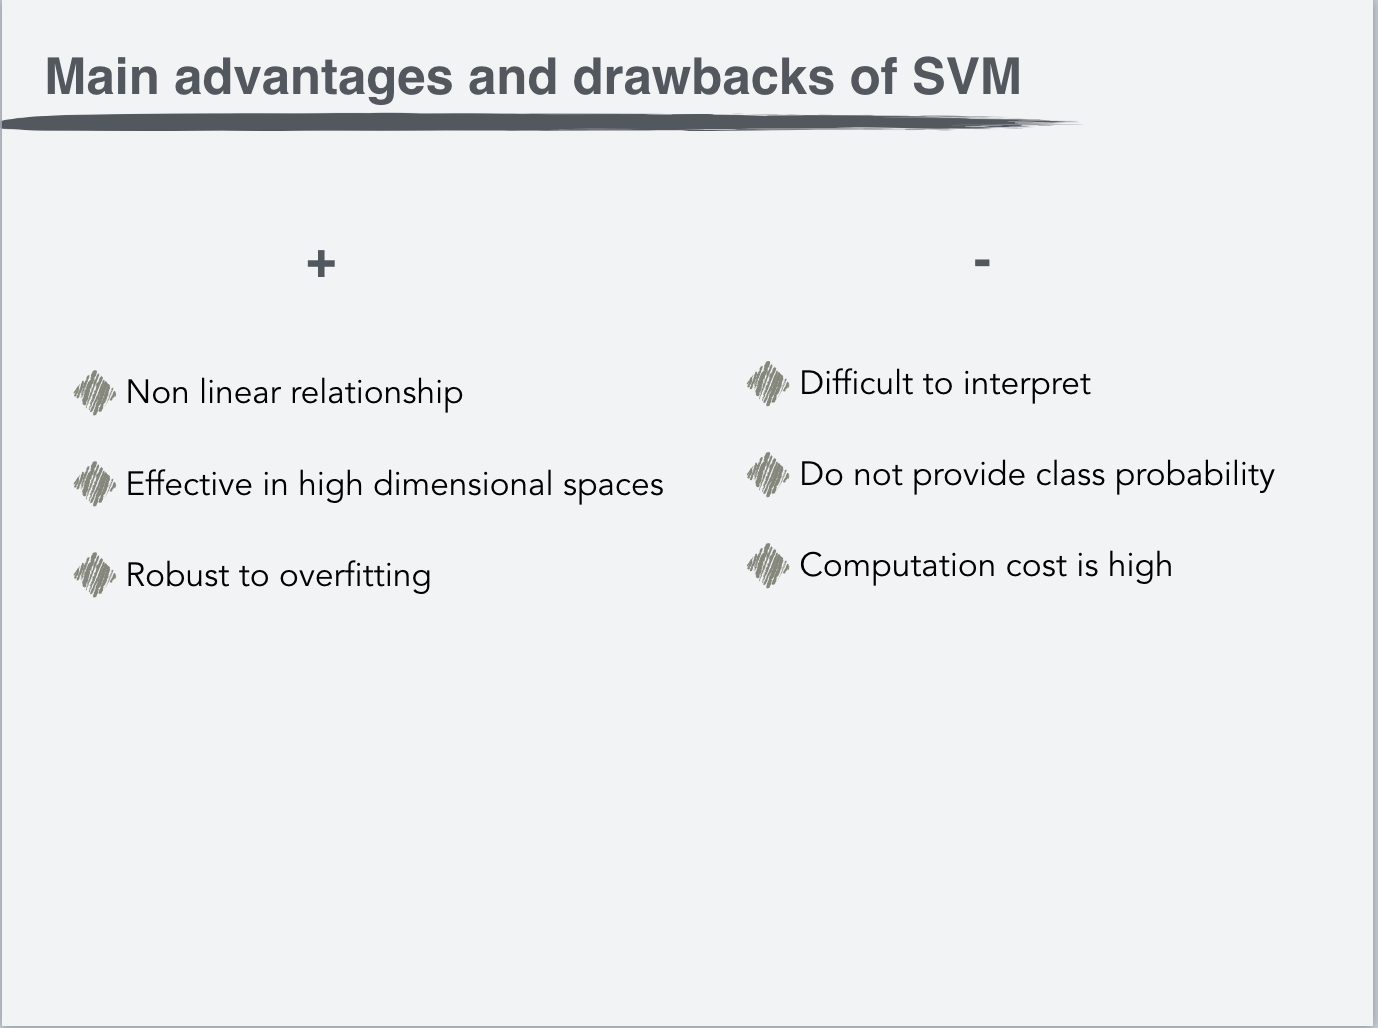 Main advantages and drawbacks of SVM
+
Non linear relationship
Effective in high dimensional spaces
Robust to overfitting
-
Difficult to interpret
Do not provide class probability
Computation cost is high